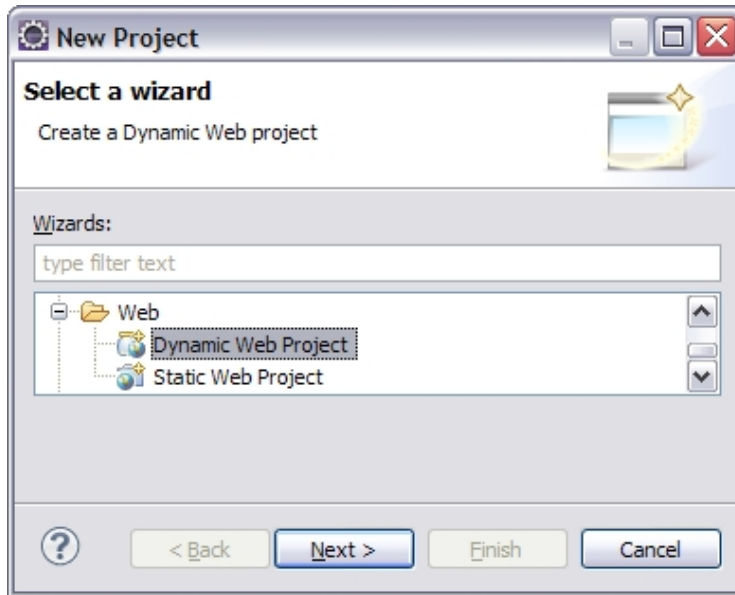 New Project
Select a wizard
Create a Dynamic Web project
Wizards:
type filter text
Web
Dynamic Web Project
Static Web Project
< Back Next > Finish Cancel